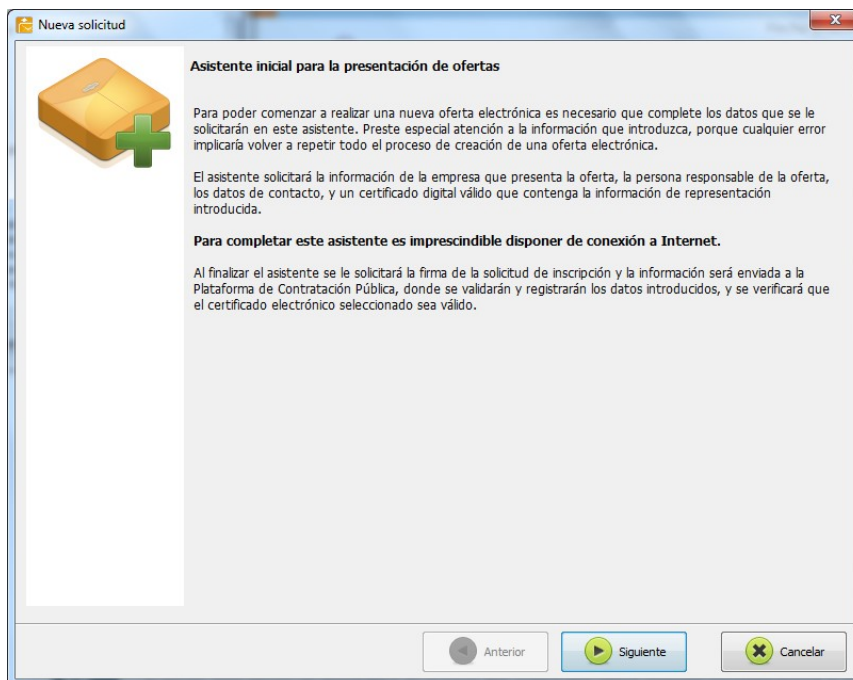 Nueva solicitud
Asistente inicial para la presentación de ofertas
Para poder comenzar a realizar una nueva oferta electrónica es necesario que complete los datos que se le
solicitarán en este asistente. Preste especial atención a la información que introduzca, porque cualquier error
implicaría volver a repetir todo el proceso de creación de una oferta electrónica.
El asistente solicitará la información de la empresa que presenta la oferta, la persona responsable de la oferta,
los datos de contacto, y un certificado digital válido que contenga la información de representación
introducida.
Para completar este asistente es imprescindible disponer de conexión a Internet.
Al finalizar el asistente se le solicitará la firma de la solicitud de inscripción y la información será enviada a la
Plataforma de Contratación Pública, donde se validarán y registrarán los datos introducidos, y se verificará que
el certificado electrónico seleccionado sea válido.
Anterior
Siguiente
Cancelar